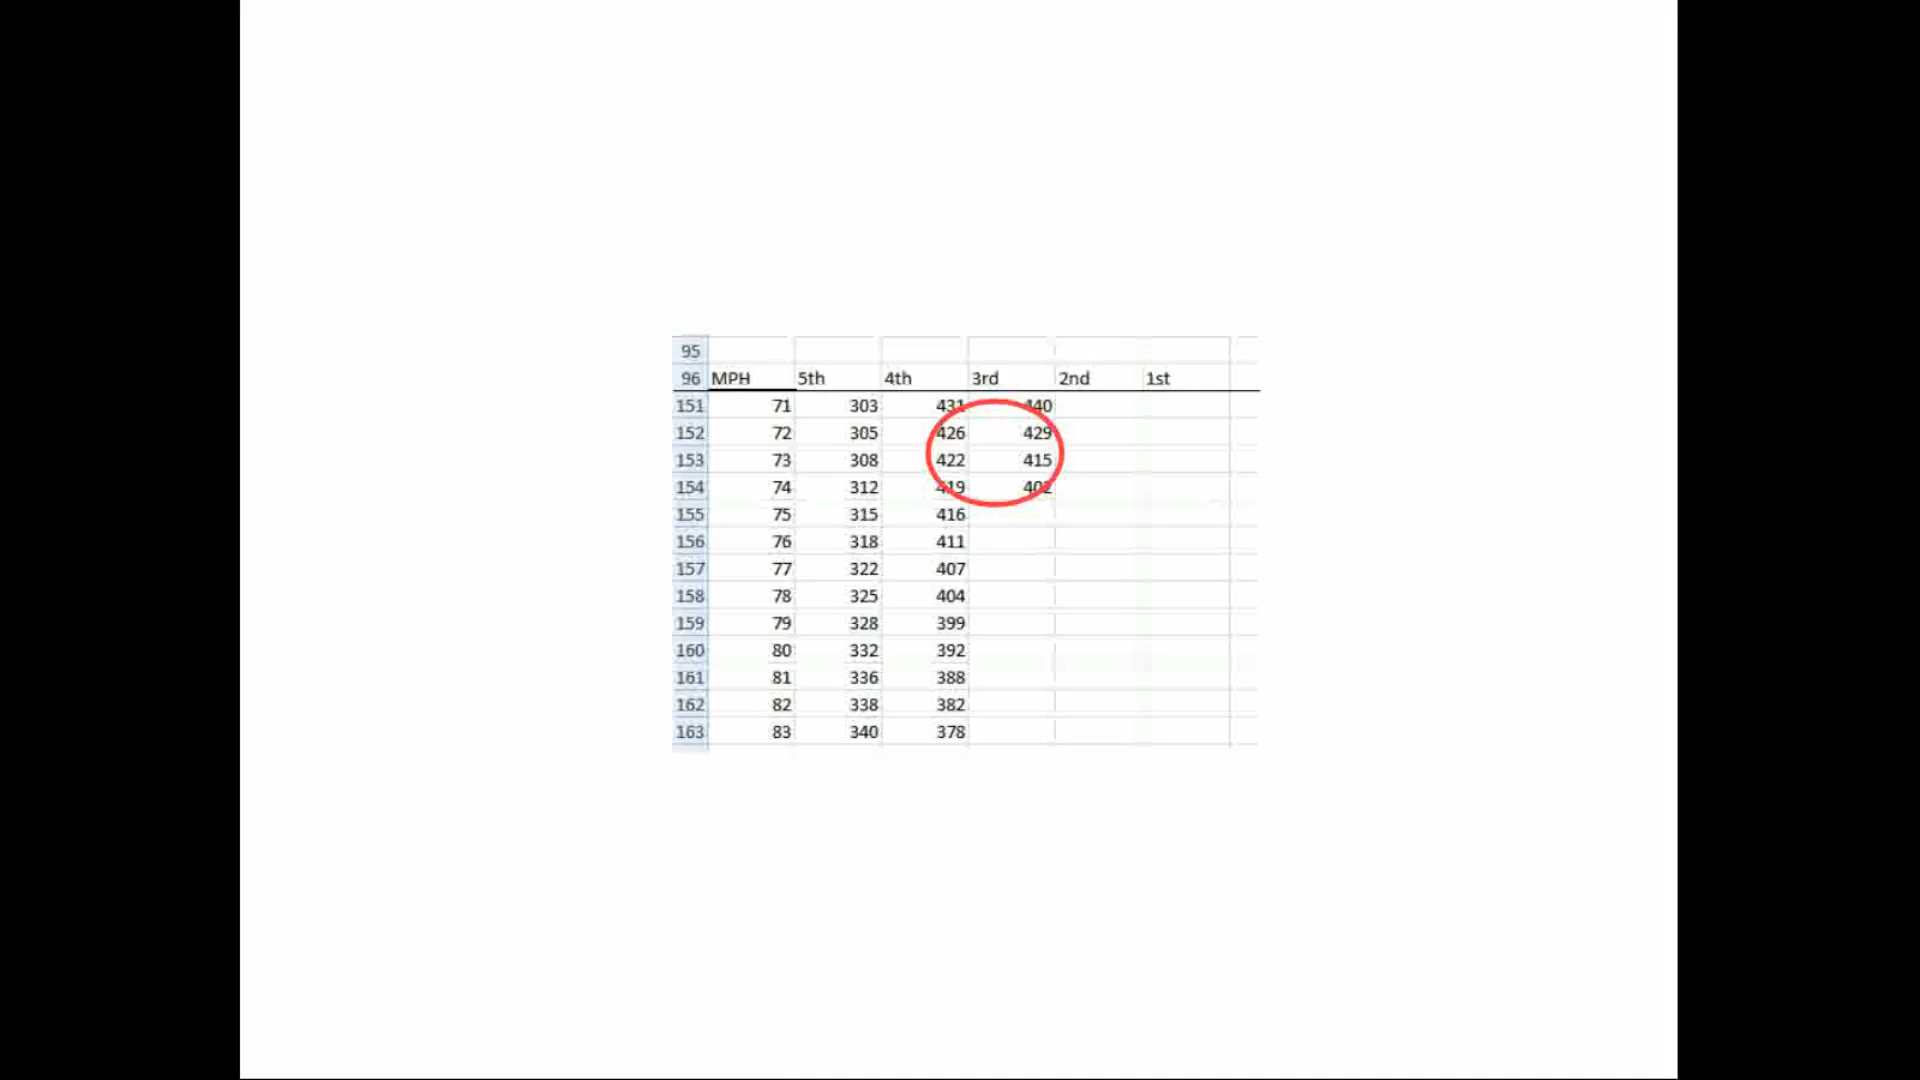 95
96 MPH 5th 4th 3rd 2nd 1st
151 71 303 431 440
152 72 305 426 429
153 73 308 422 415
154 74 312 419 402
155 75 315 416
156 76 318 411
157 77 322 407
158 78 325 404
159 79 328 399
160 80 332 392
161 81 336 388
162 82 338 382
163 83 340 378